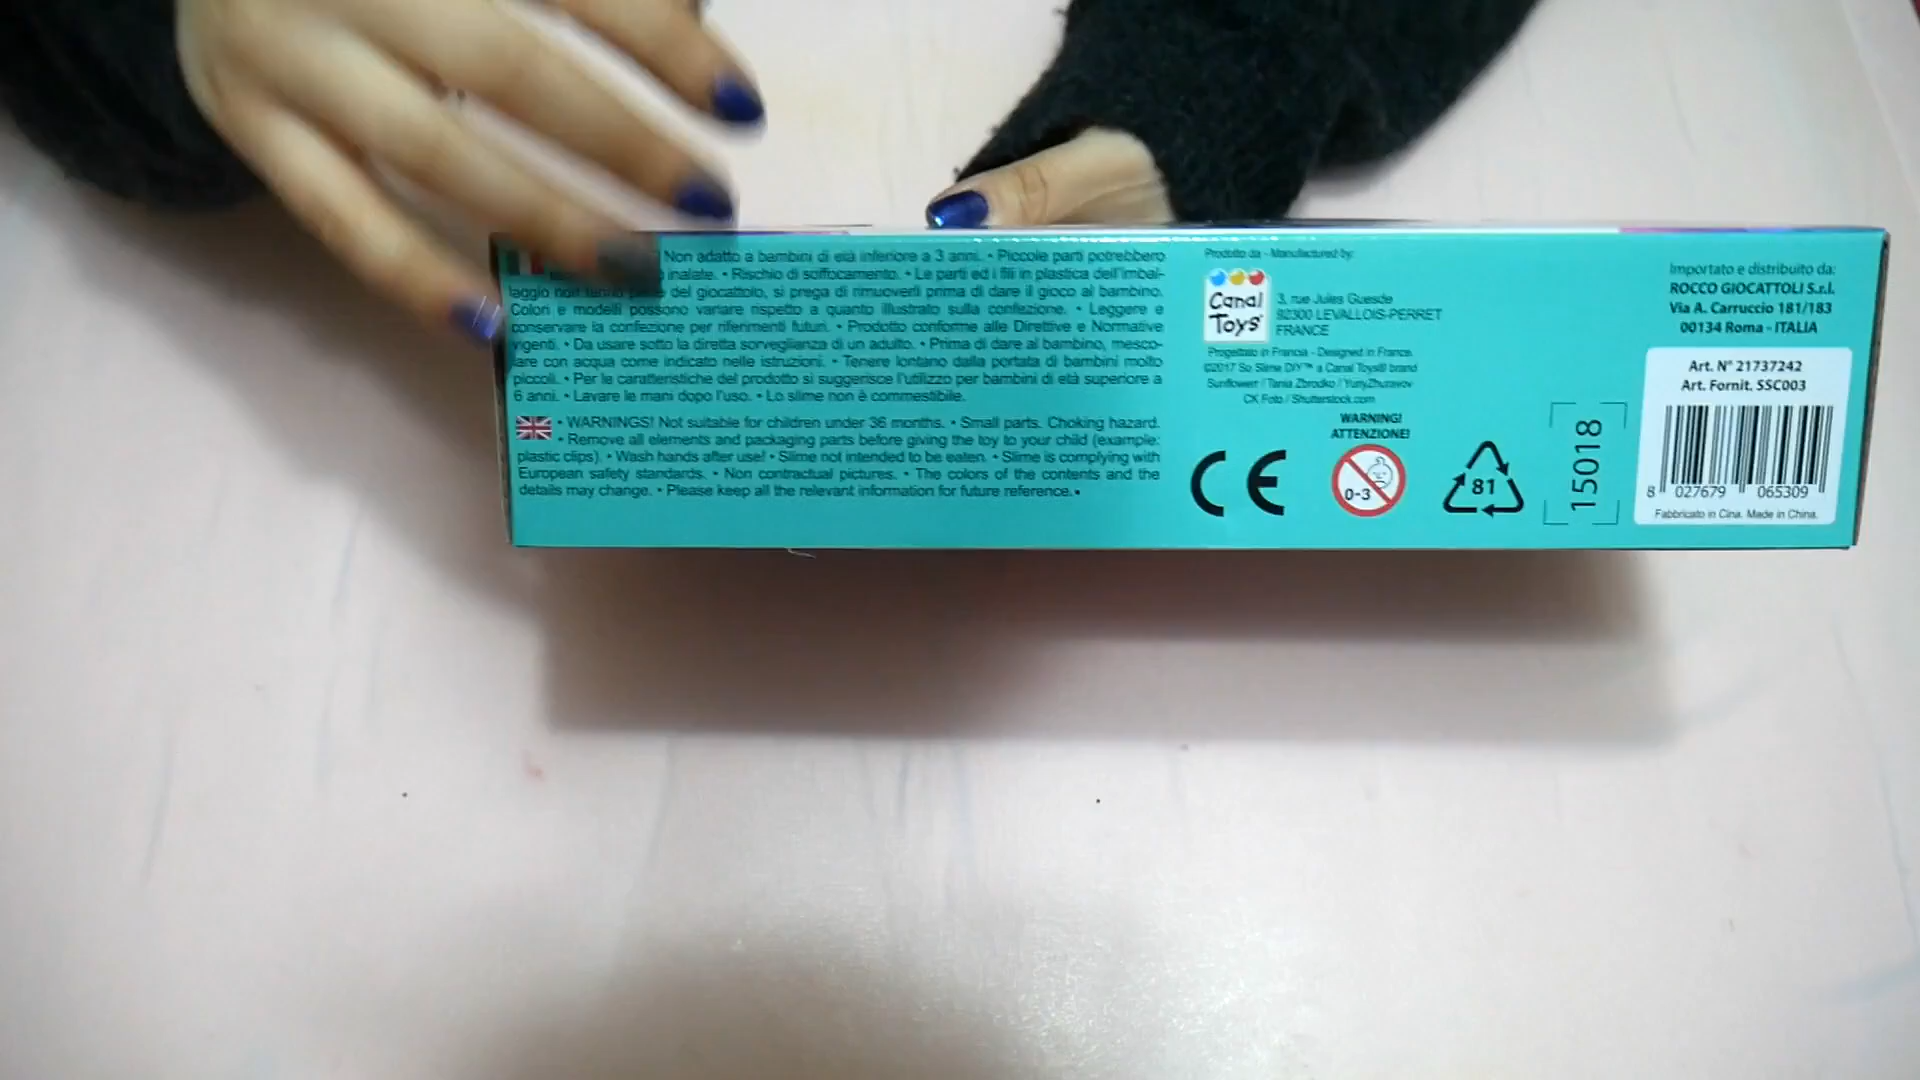 Non adatto a bambini di età inferiore a 3 anni. • Piccole parti potrebbero
inalate. • Rischio di soffocamento. • Le parti ed i fili in plastica dell'imbal-
laggio non fanno del giocattolo, si prega di rimuoverli prima di dare il gioco al bambino.
Colori e modelli possono variare rispetto a quanto illustrato sulla confezione. • Leggere e
conservare la confezione per riferimenti futuri. • Prodotto conforme alle Direttive e Normative
vigenti. • Da usare sotto la diretta sorveglianza di un adulto. • Prima di dare al bambino, mesco-
lare con acqua come indicato nelle istruzioni. • Tenere lontano dalla portata di bambini molto
piccoli. • Per le caratteristiche del prodotto si suggerisce l'utilizzo per bambini di età superiore a
6 anni. • Lavare le mani dopo l'uso. • Lo slime non è commestibile.
• WARNINGS! Not suitable for children under 36 months. • Small parts. Choking hazard.
• Remove all elements and packaging parts before giving the toy to your child (example:
plastic clips). • Wash hands after use! • Slime not intended to be eaten. • Slime is complying with
European safety standards. • Non contractual pictures. • The colors of the contents and the
details may change. • Please keep all the relevant information for future reference.•
Prodotto da - Manufactured by:
Canal
Toys
3, rue Jules Guesde
92300 LEVALLOIS-PERRET
FRANCE
Progettato in Francia - Designed in France.
©2017 So Slime DIY™ a Canal Toys® brand
Sunflowerr / Tania Zbrodko / YuriyZhuravov
CK Foto / Shutterstock.com
CE
WARNING!
ATTENZIONE!
0-3
81
15018
Importato e distribuito da:
ROCCO GIOCATTOLI S.r.l.
Via A. Carruccio 181/183
00134 Roma - ITALIA
Art. N° 21737242
Art. Fornit. SSC003
8 027679 065309
Fabbricato in Cina. Made in China.